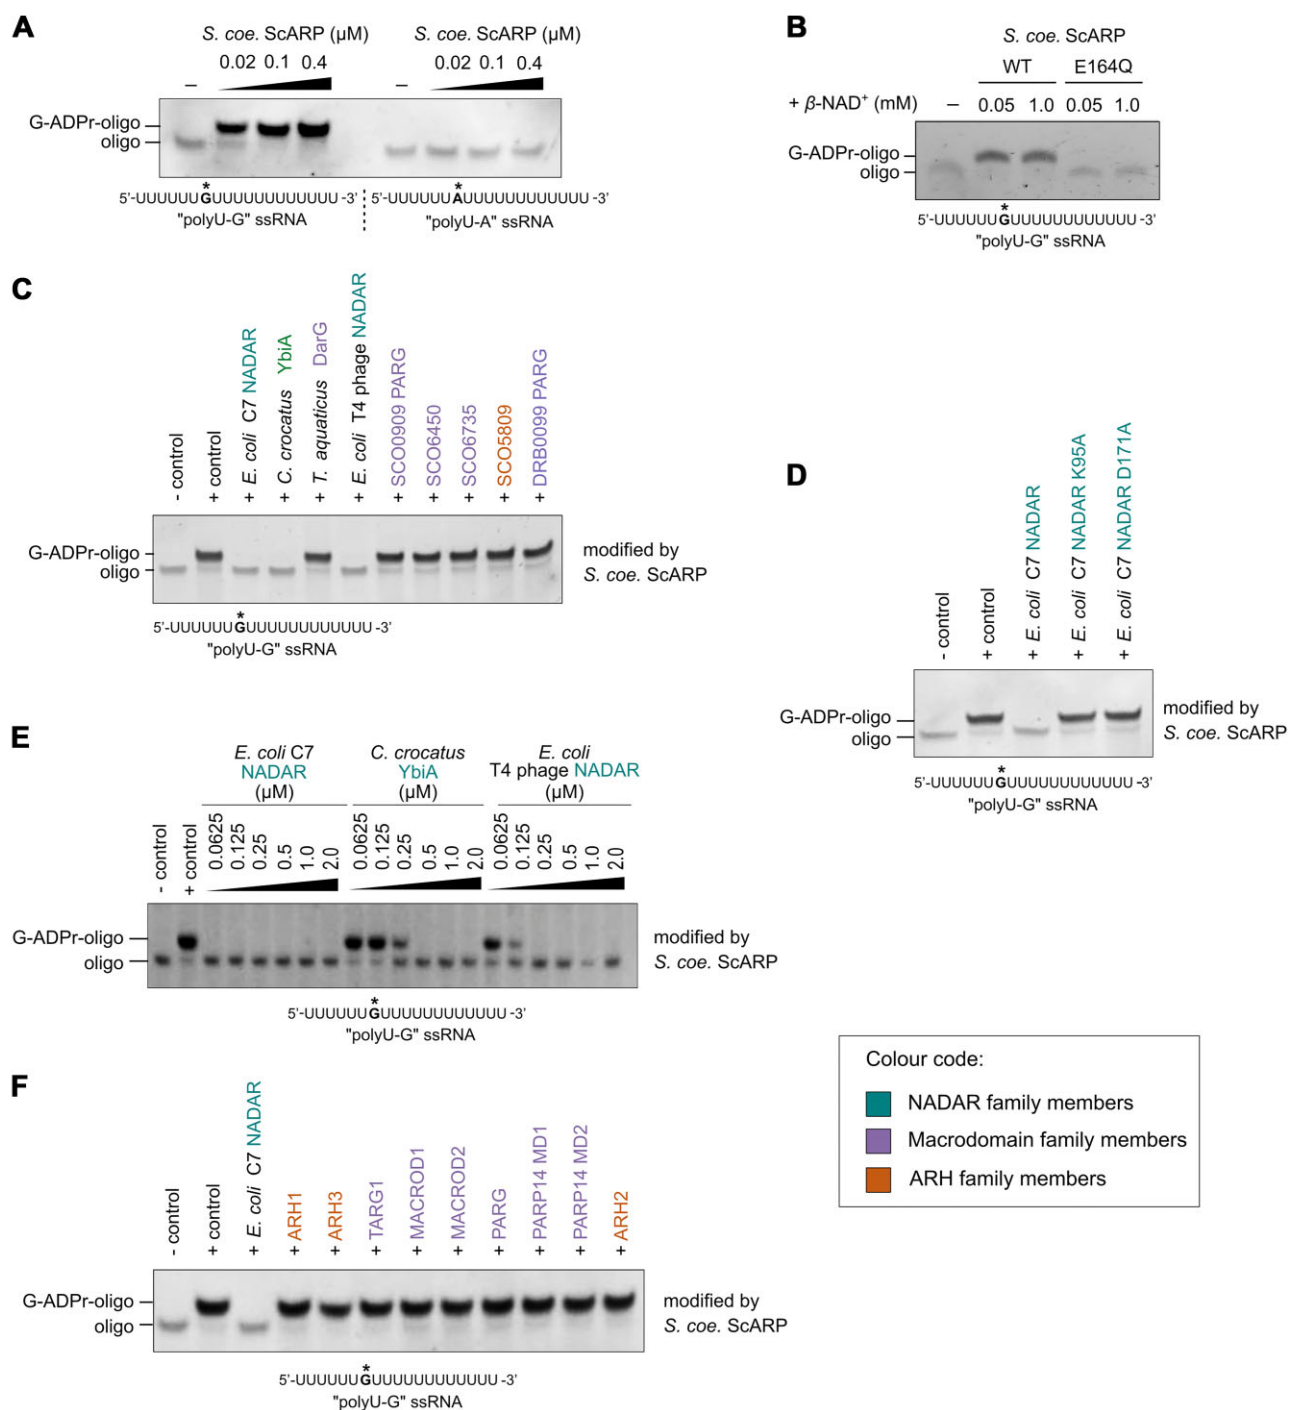 A
S. coe. ScARP (µM)
0.02 0.1 0.4
–
S. coe. ScARP (µM)
0.02 0.1 0.4
–
G-ADPr-oligo
oligo
*
5'-UUUUUUGUUUUUUUUUUUUU-3'
"polyU-G" ssRNA
*
5'-UUUUUUAUUUUUUUUUUUUU-3'
"polyU-A" ssRNA
B
S. coe. ScARP
WT E164Q
+ β-NAD⁺ (mM) – 0.05 1.0 0.05 1.0
G-ADPr-oligo
oligo
*
5'-UUUUUUGUUUUUUUUUUUUU-3'
"polyU-G" ssRNA
C
- control
+ control
+ E. coli C7 NADAR
+ C. crocatus YbiA
+ T. aquaticus DarG
+ E. coli T4 phage NADAR
+ SCO0909 PARG
+ SCO6450
+ SCO6735
+ SCO5809
+ DRB0099 PARG
G-ADPr-oligo
oligo
modified by
S. coe. ScARP
*
5'-UUUUUUGUUUUUUUUUUUUU-3'
"polyU-G" ssRNA
D
- control
+ control
+ E. coli C7 NADAR
+ E. coli C7 NADAR K95A
+ E. coli C7 NADAR D171A
G-ADPr-oligo
oligo
modified by
S. coe. ScARP
*
5'-UUUUUUGUUUUUUUUUUUUU-3'
"polyU-G" ssRNA
E
- control
+ control
E. coli C7
NADAR
(µM)
0.0625
0.125
0.25
0.5
1.0
2.0
C. crocatus
YbiA
(µM)
0.0625
0.125
0.25
0.5
1.0
2.0
E. coli
T4 phage NADAR
(µM)
0.0625
0.125
0.25
0.5
1.0
2.0
G-ADPr-oligo
oligo
modified by
S. coe. ScARP
*
5'-UUUUUUGUUUUUUUUUUUUU-3'
"polyU-G" ssRNA
Colour code:
NADAR family members
Macrodomain family members
ARH family members
F
- control
+ control
+ E. coli C7 NADAR
+ ARH1
+ ARH3
+ TARG1
+ MACROD1
+ MACROD2
+ PARG
+ PARP14 MD1
+ PARP14 MD2
+ ARH2
G-ADPr-oligo
oligo
modified by
S. coe. ScARP
*
5'-UUUUUUGUUUUUUUUUUUUU-3'
"polyU-G" ssRNA